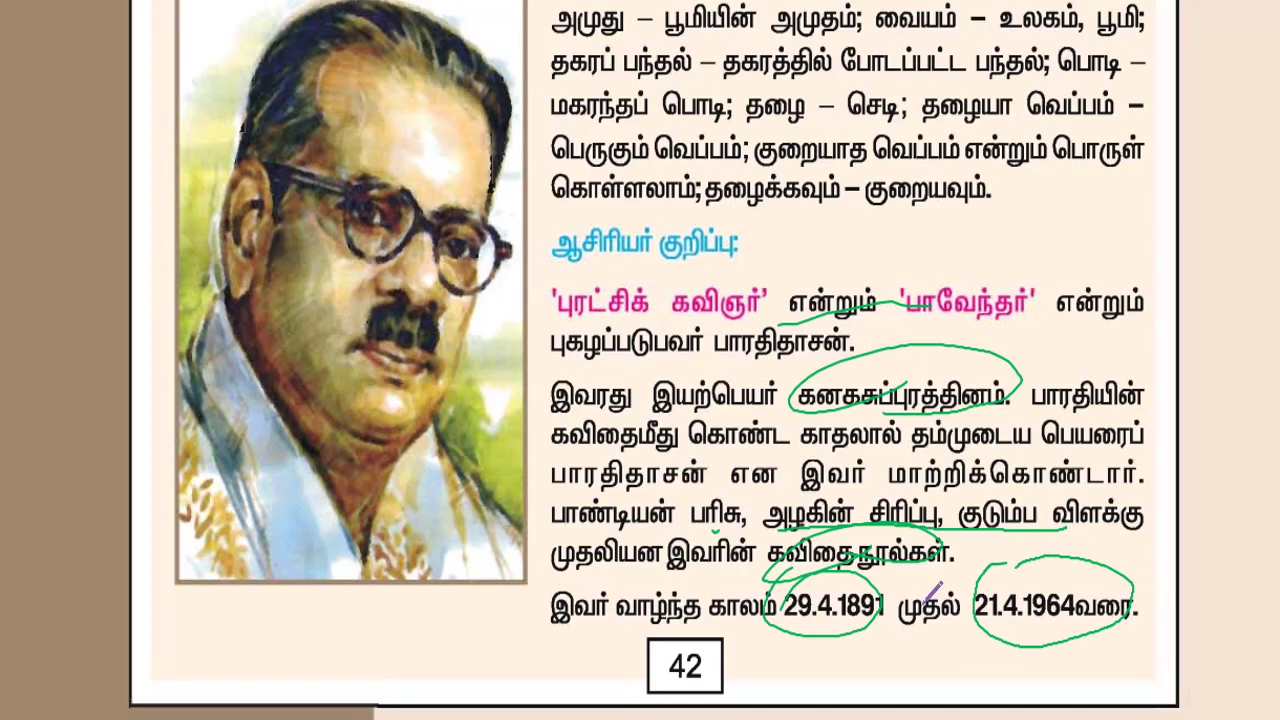 அமுது – பூமியின் அமுதம்; வையம் – உலகம், பூமி;
தகரப் பந்தல் – தகரத்தில் போடப்பட்ட பந்தல்; பொடி –
மகரந்தப் பொடி; தழை – செடி; தழையா வெப்பம் –
பெருகும் வெப்பம்; குறையாத வெப்பம் என்றும் பொருள்
கொள்ளலாம்; தழைக்கவும் – குறையவும்.
ஆசிரியர் குறிப்பு:
'புரட்சிக் கவிஞர்’ என்றும் 'பாவேந்தர்' என்றும்
புகழப்படுபவர் பாரதிதாசன்.
இவரது இயற்பெயர் கனகசுப்புரத்தினம். பாரதியின்
கவிதைமீது கொண்ட காதலால் தம்முடைய பெயரைப்
பாரதிதாசன் என இவர் மாற்றிக்கொண்டார்.
பாண்டியன் பரிசு, அழகின் சிரிப்பு, குடும்ப விளக்கு
முதலியன இவரின் கவிதை நூல்கள்.
இவர் வாழ்ந்த காலம் 29.4.1891 முதல் 21.4.1964வரை.
42